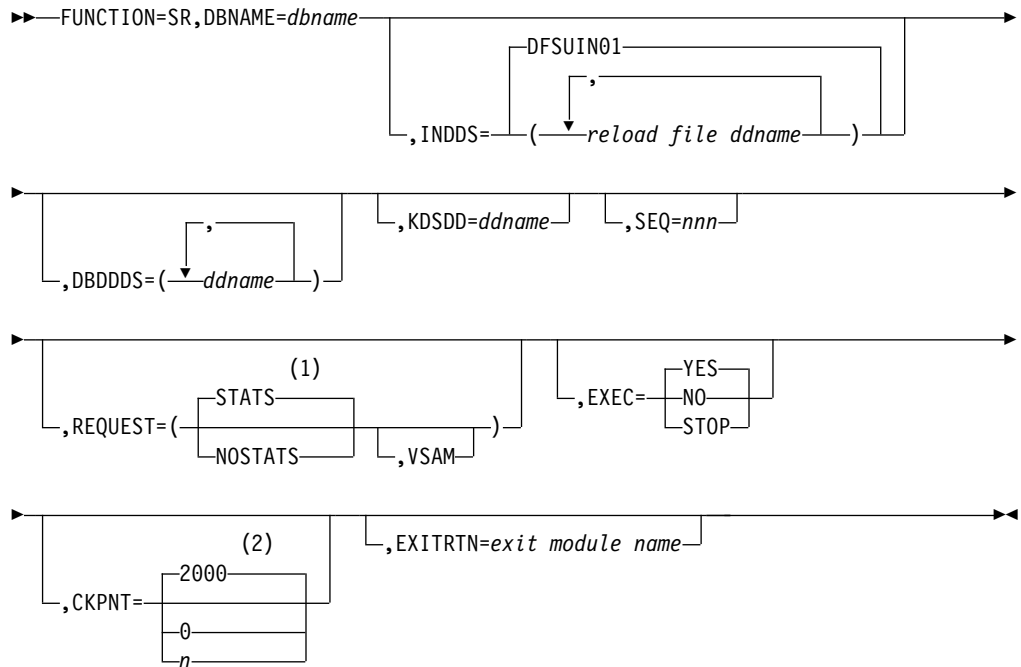 FUNCTION=SR,DBNAME=dbname
DFSUIN01
,
,INDDS= ( reload file ddname )
,
,KDSDD=ddname ,SEQ=nnn
,DBDDDS=( ddname )
(1)
STATS YES
,REQUEST=( ) ,EXEC= NO
NOSTATS ,VSAM STOP
(2) ,EXITRTN=exit module name
2000
,CKPNT=
0
n